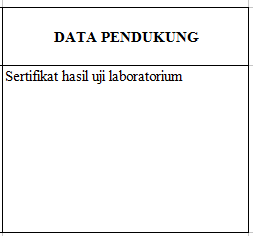 DATA PENDUKUNG
Sertifikat hasil uji laboratorium